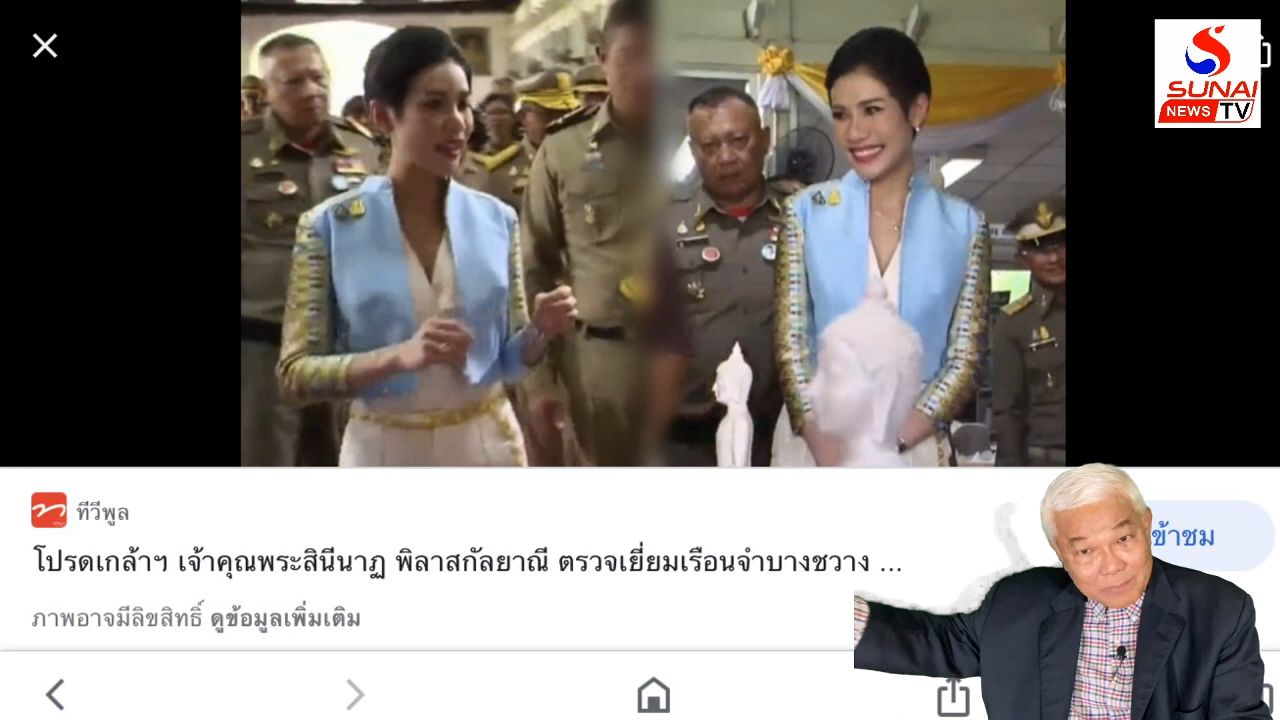 SUNAI
NEWS TV
ทีวีพูล
โปรดเกล้าฯ เจ้าคุณพระสินีนาฏ พิลาสกัลยาณี ตรวจเยี่ยมเรือนจำบางขวาง ...
ข้าชม
ภาพอาจมีลิขสิทธิ์ ดูข้อมูลเพิ่มเติม